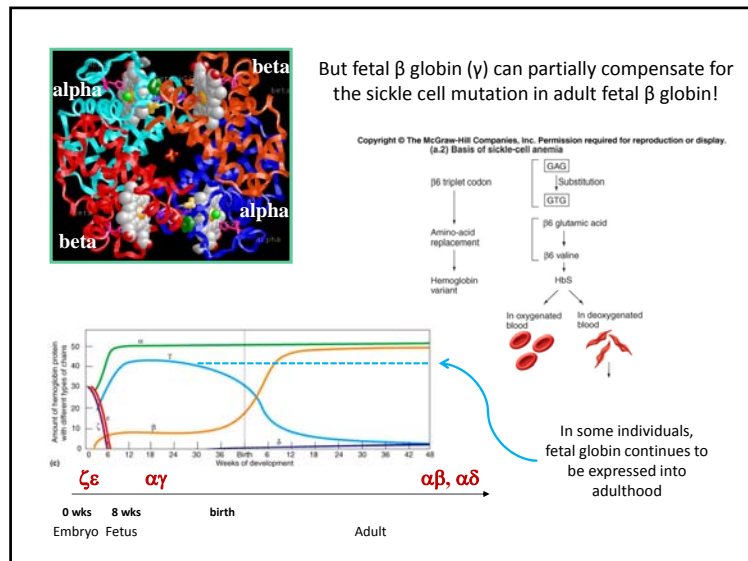 But fetal β globin (γ) can partially compensate for
the sickle cell mutation in adult fetal β globin!
beta
alpha
alpha
beta
Copyright © The McGraw-Hill Companies, Inc. Permission required for reproduction or display.
(a.2) Basis of sickle-cell anemia
β6 triplet codon
Amino-acid
replacement
Hemoglobin
variant
GAG
Substitution
GTG
β6 glutamic acid
β6 valine
HbS
In oxygenated
blood
In deoxygenated
blood
Amount of hemoglobin protein
with different types of chains
50
40
30
20
10
0
α
γ
ζ
ε
β
δ
0 6 12 18 24 30 36 Birth 6 12 18 24 30 36 42 48
(c)
Weeks of development
In some individuals,
fetal globin continues to
be expressed into
adulthood
ζε αγ αβ, αδ
0 wks 8 wks birth
Embryo Fetus Adult